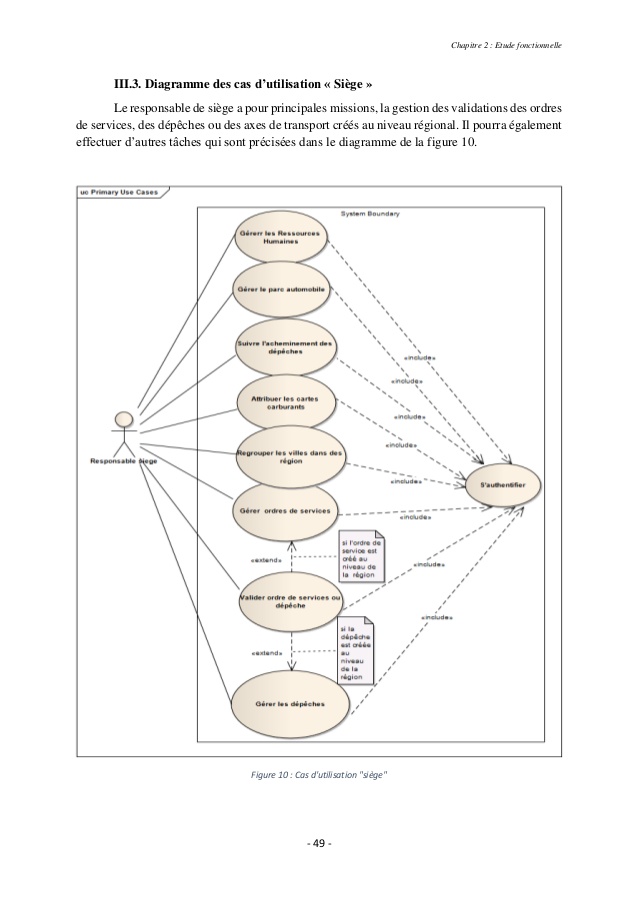 Chapitre 2 : Etude fonctionnelle
III.3. Diagramme des cas d'utilisation « Siège »
Le responsable de siège a pour principales missions, la gestion des validations des ordres
de services, des dépêches ou des axes de transport créés au niveau régional. Il pourra également
effectuer d'autres tâches qui sont précisées dans le diagramme de la figure 10.
uc Primary Use Cases
System Boundary
Gérerr les Ressources
Humaines
Gérer le parc automobile
Suivre l'acheminement des
dépêches
«include»
«include»
Attribuer les cartes
carburants
«include»
Responsable Siege
«include»
Regrouper les villes dans des
région
«include»
S'authentifier
Gérer ordres de services
«include»
si l'ordre de
service est
créé au
niveau de
la région
«extend»
«include»
Valider ordre de services ou
dépêche
«include»
si la
dépêche
est créée
au
niveau
de la
région
«extend»
Gérer les dépêches
Figure 10 : Cas d'utilisation "siège"
- 49 -